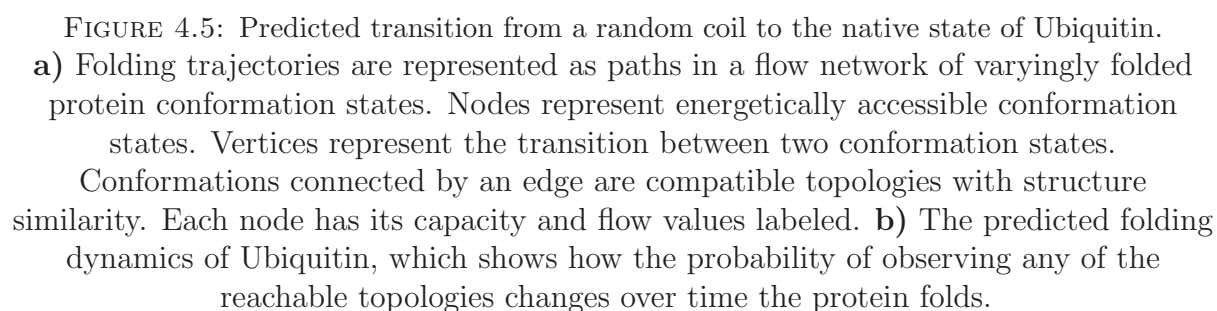 FIGURE 4.5: Predicted transition from a random coil to the native state of Ubiquitin.
a) Folding trajectories are represented as paths in a flow network of varyingly folded
protein conformation states. Nodes represent energetically accessible conformation
states. Vertices represent the transition between two conformation states.
Conformations connected by an edge are compatible topologies with structure
similarity. Each node has its capacity and flow values labeled. b) The predicted folding
dynamics of Ubiquitin, which shows how the probability of observing any of the
reachable topologies changes over time the protein folds.